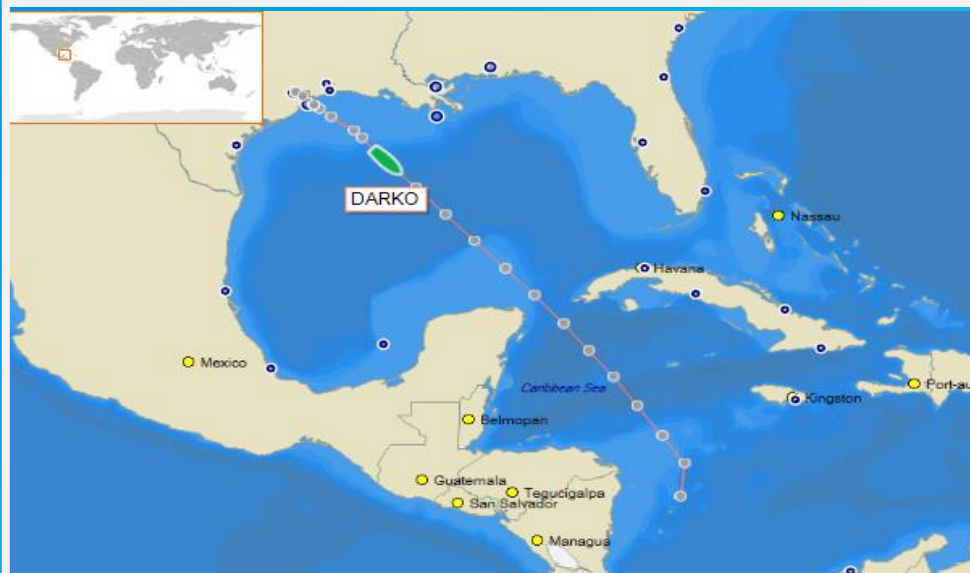 DARKO
Nassau
Havana
Mexico
Caribbean Sea
Kingston
Port-au
Belmopan
Guatemala
Tegucigalpa
San Salvador
Managua